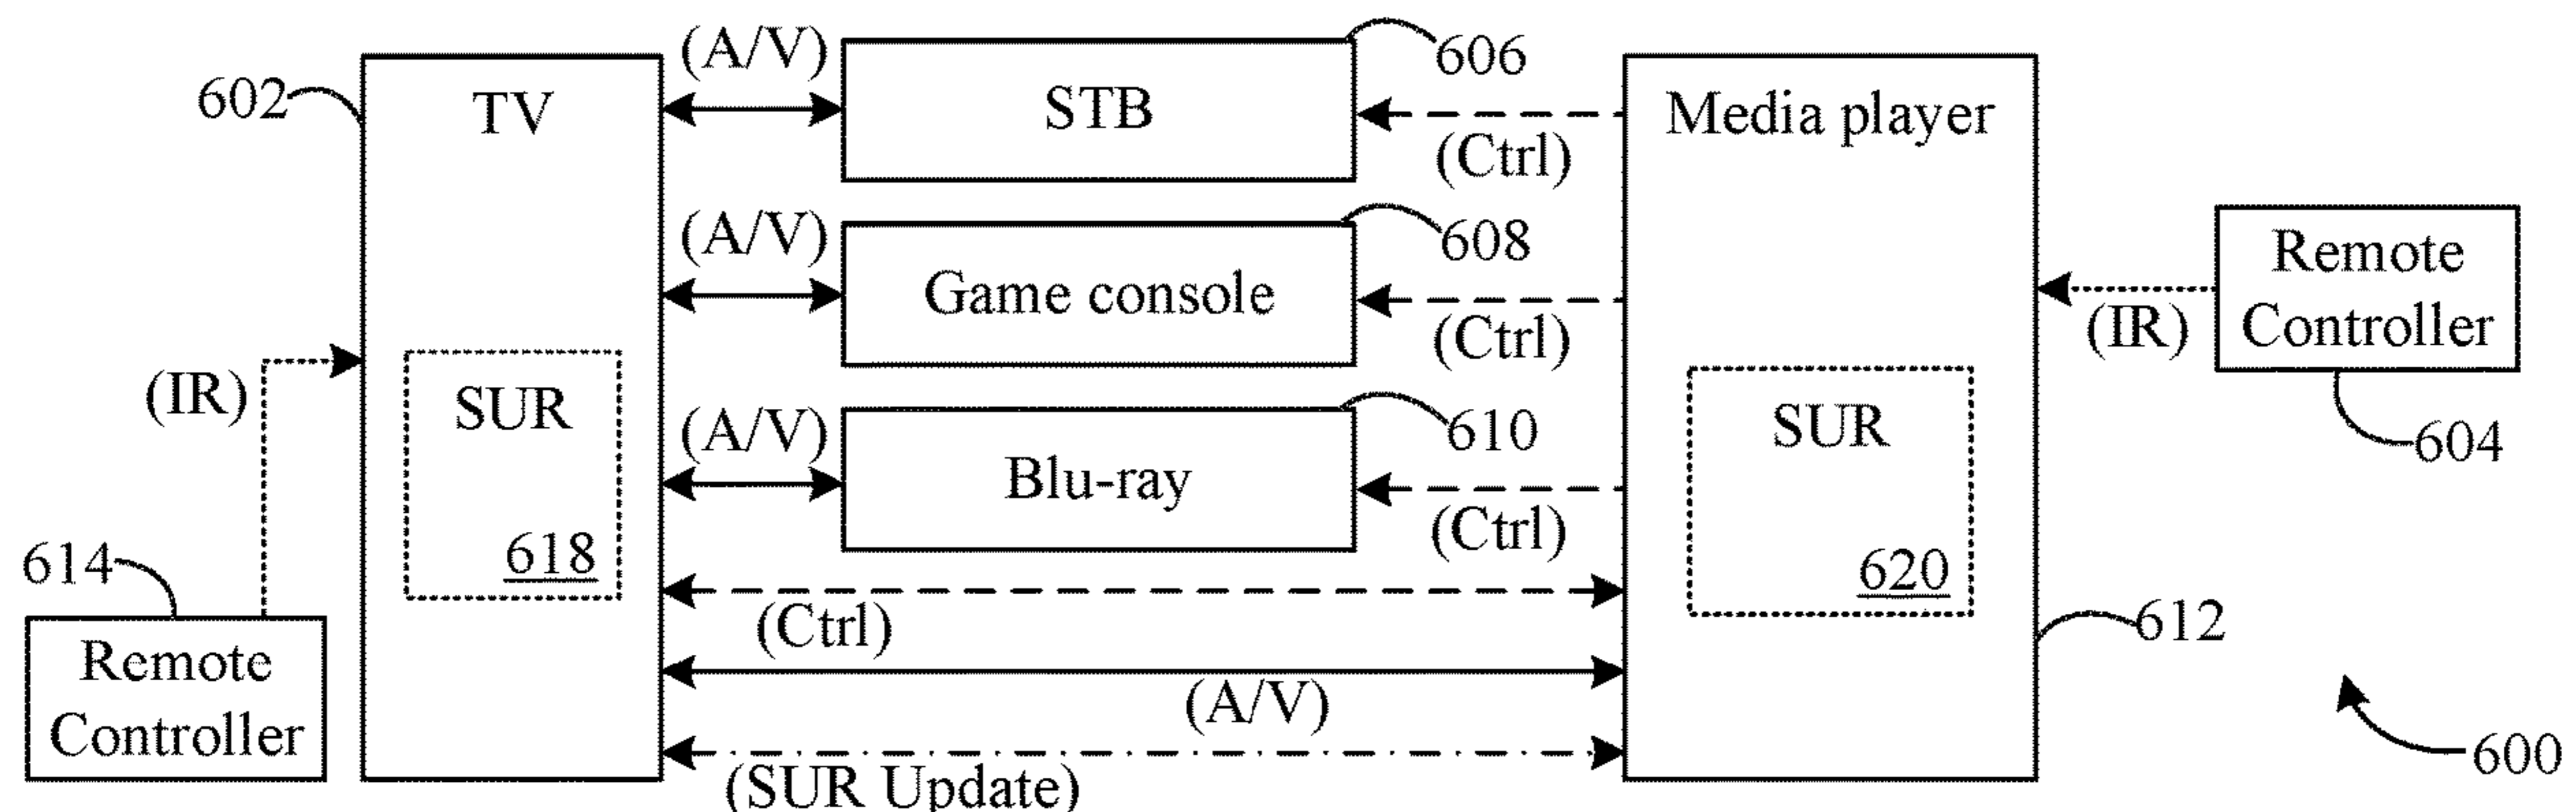 (A/V)
606
602
TV
STB
Media player
(Ctrl)
(A/V)
608
Remote
Controller
Game console
(IR)
(Ctrl)
(IR)
SUR
(A/V)
610
SUR
604
Blu-ray
618
(Ctrl)
614
620
(Ctrl)
612
Remote
Controller
(A/V)
600
(SUR Update)